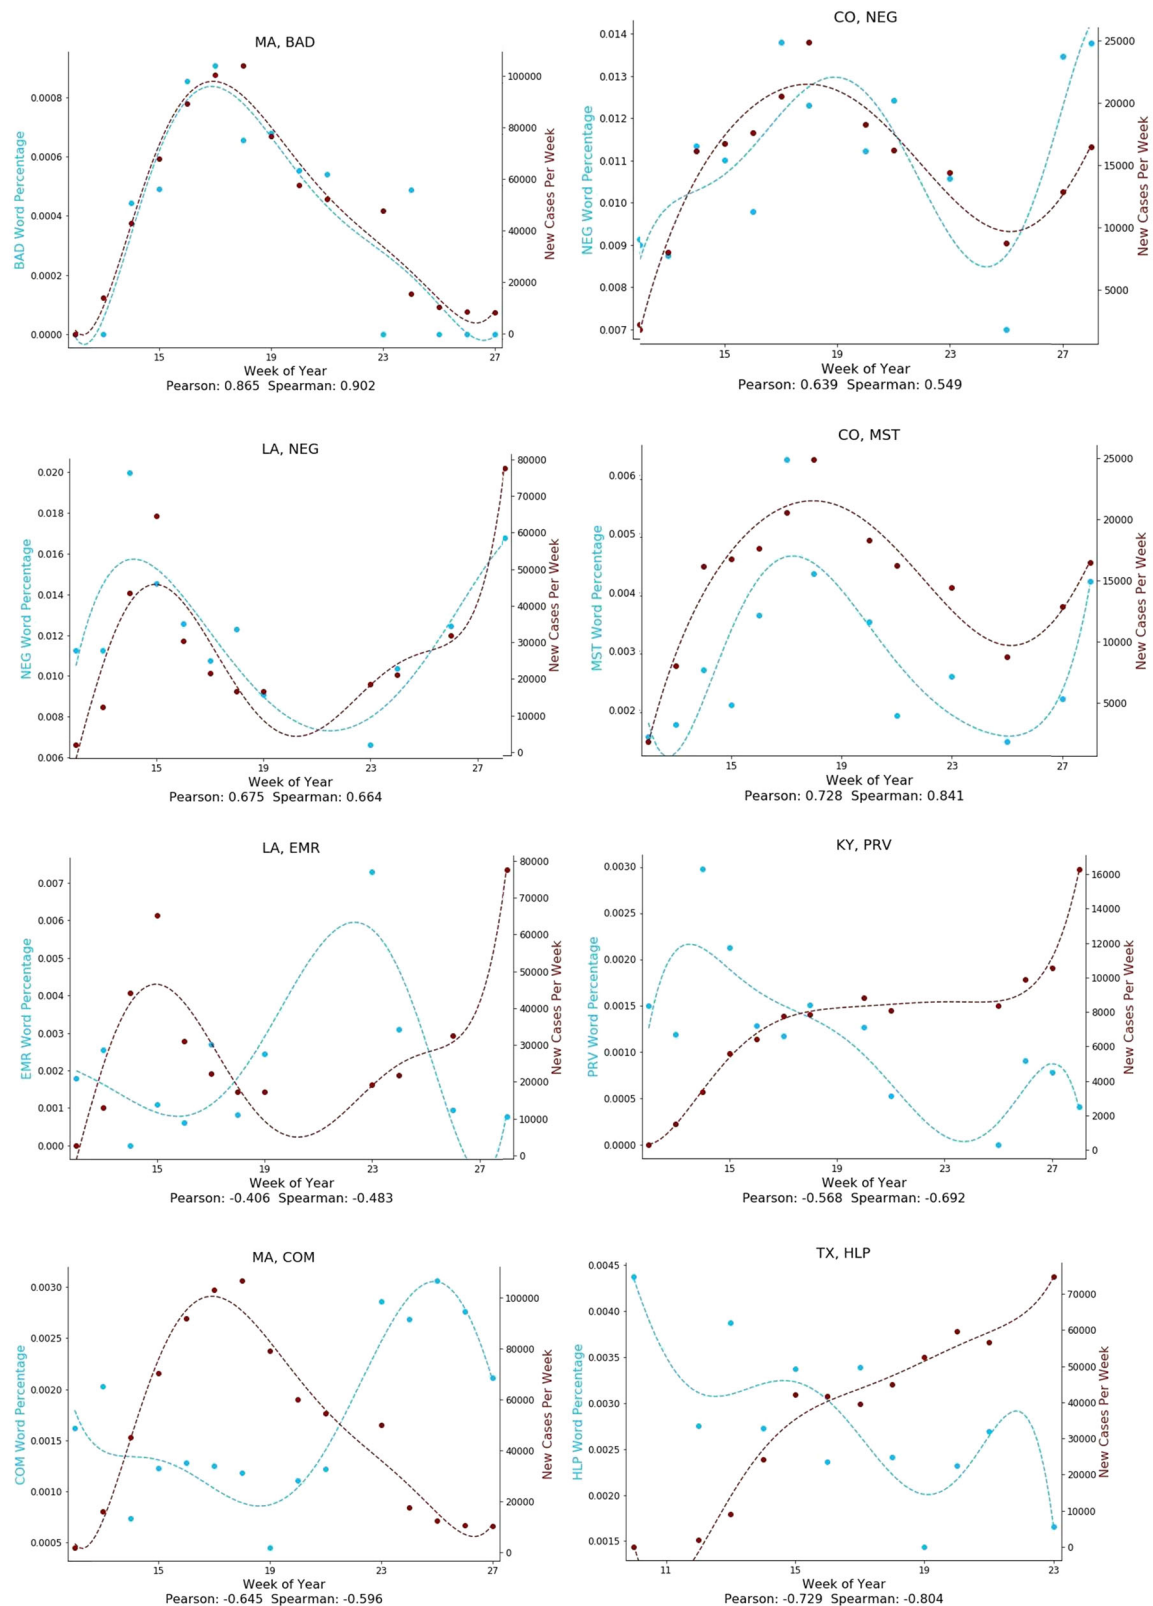 MA, BAD
0.0008
0.0006
0.0004
0.0002
0.0000
BAD Word Percentage
100000
80000
60000
40000
20000
0
New Cases Per Week
15 19 23 27
Week of Year
Pearson: 0.865 Spearman: 0.902
CO, NEG
0.014
0.013
0.012
0.011
0.010
0.009
0.008
0.007
NEG Word Percentage
25000
20000
15000
10000
5000
New Cases Per Week
15 19 23 27
Week of Year
Pearson: 0.639 Spearman: 0.549
LA, NEG
0.020
0.018
0.016
0.014
0.012
0.010
0.008
0.006
NEG Word Percentage
80000
70000
60000
50000
40000
30000
20000
10000
0
New Cases Per Week
15 19 23 27
Week of Year
Pearson: 0.675 Spearman: 0.664
CO, MST
0.006
0.005
0.004
0.003
0.002
MST Word Percentage
25000
20000
15000
10000
5000
New Cases Per Week
15 19 23 27
Week of Year
Pearson: 0.728 Spearman: 0.841
LA, EMR
0.007
0.006
0.005
0.004
0.003
0.002
0.001
0.000
EMR Word Percentage
80000
70000
60000
50000
40000
30000
20000
10000
0
New Cases Per Week
15 19 23 27
Week of Year
Pearson: -0.406 Spearman: -0.483
KY, PRV
0.0030
0.0025
0.0020
0.0015
0.0010
0.0005
0.0000
PRV Word Percentage
16000
14000
12000
10000
8000
6000
4000
2000
0
New Cases Per Week
15 19 23 27
Week of Year
Pearson: -0.568 Spearman: -0.692
MA, COM
0.0030
0.0025
0.0020
0.0015
0.0010
0.0005
COM Word Percentage
100000
80000
60000
40000
20000
0
New Cases Per Week
15 19 23 27
Week of Year
Pearson: -0.645 Spearman: -0.596
TX, HLP
0.0045
0.0040
0.0035
0.0030
0.0025
0.0020
0.0015
HLP Word Percentage
70000
60000
50000
40000
30000
20000
10000
0
New Cases Per Week
11 15 19 23
Week of Year
Pearson: -0.729 Spearman: -0.804